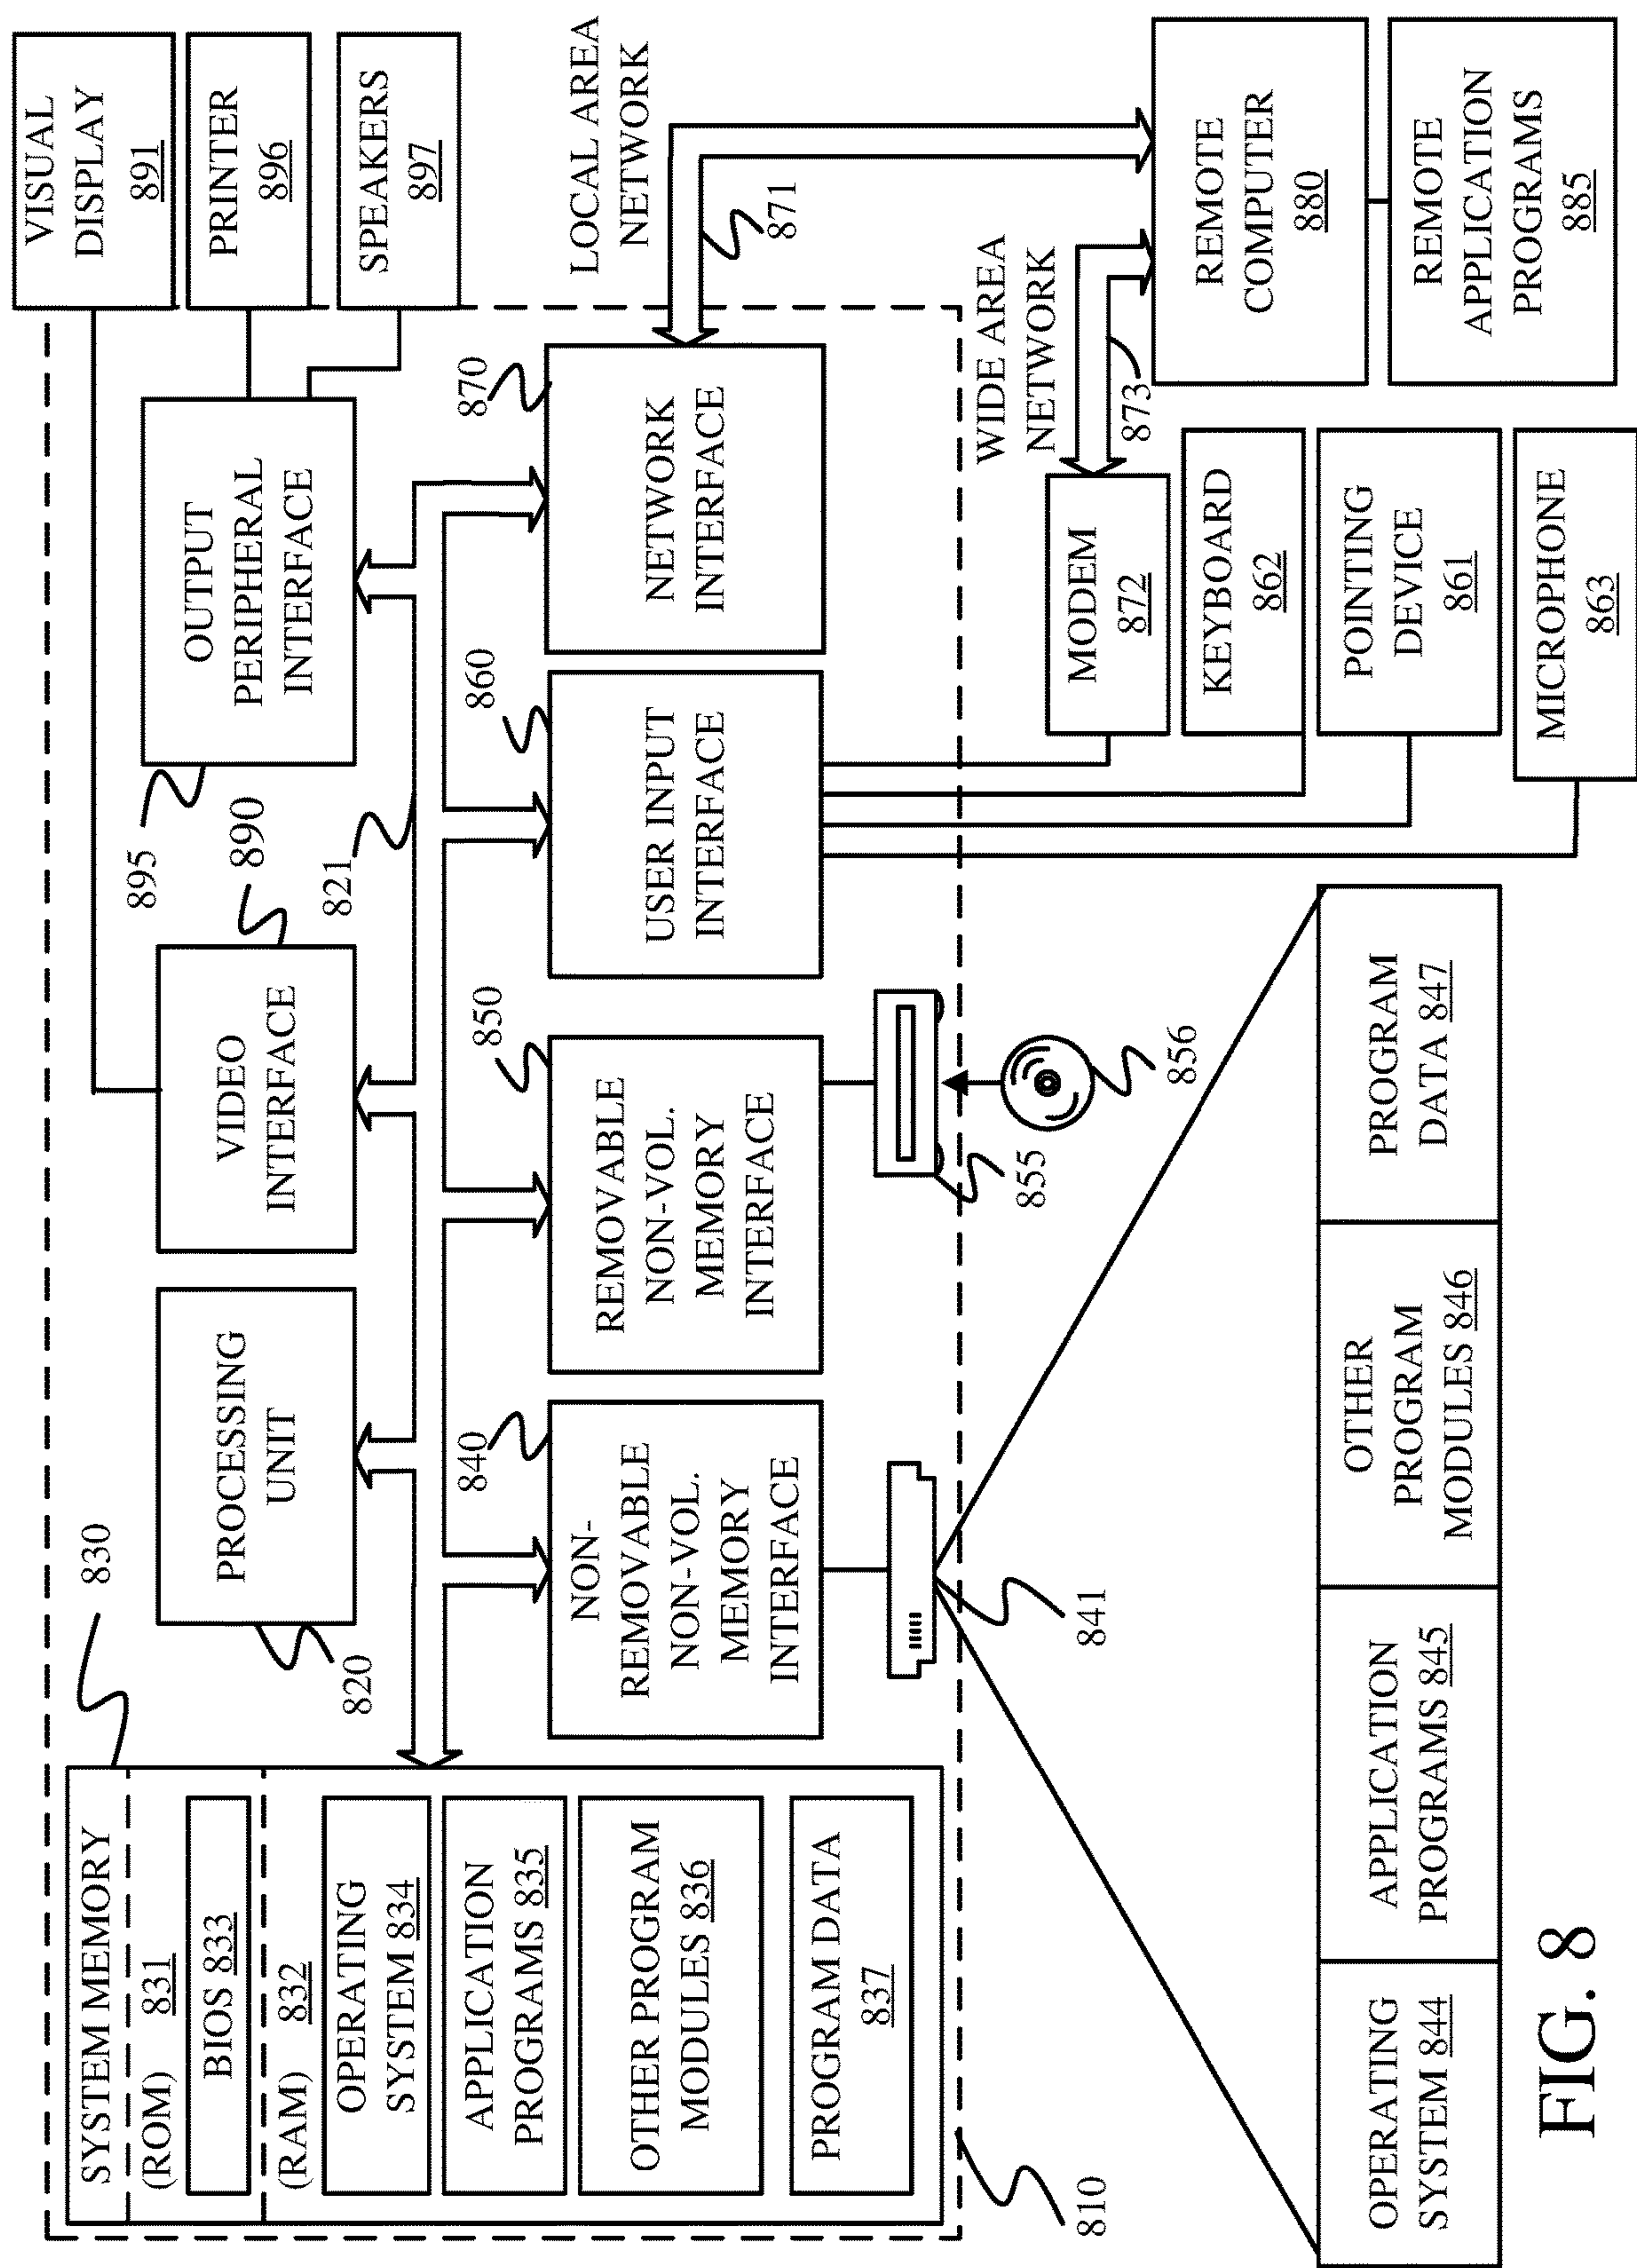 830
SYSTEM MEMORY
(ROM) 831
BIOS 833
(RAM) 832
OPERATING
SYSTEM 834
APPLICATION
PROGRAMS 835
OTHER PROGRAM
MODULES 836
PROGRAM DATA
837
810
PROCESSING
UNIT
820
VIDEO
INTERFACE
890
821
OUTPUT
PERIPHERAL
INTERFACE
895
VISUAL
DISPLAY
891
PRINTER
896
SPEAKERS
897
840
NON-
REMOVABLE
NON-VOL.
MEMORY
INTERFACE
841
850
REMOVABLE
NON-VOL.
MEMORY
INTERFACE
855
856
860
USER INPUT
INTERFACE
870
NETWORK
INTERFACE
LOCAL AREA
NETWORK
871
WIDE AREA
NETWORK
873
MODEM
872
KEYBOARD
862
POINTING
DEVICE
861
MICROPHONE
863
REMOTE
COMPUTER
880
REMOTE
APPLICATION
PROGRAMS
885
OPERATING
SYSTEM 844
APPLICATION
PROGRAMS 845
OTHER
PROGRAM
MODULES 846
PROGRAM
DATA 847
FIG. 8